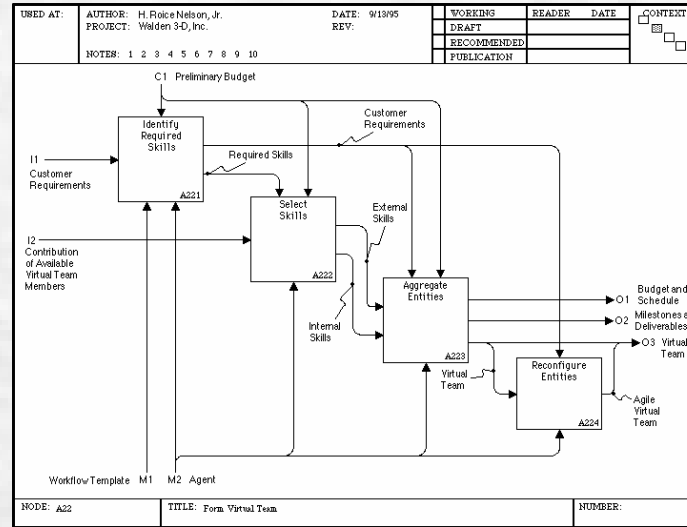 USED AT:
AUTHOR: H. Roice Nelson, Jr.
DATE: 9/13/95
PROJECT: Walden 3-D, Inc.
REV:
NOTES: 1 2 3 4 5 6 7 8 9 10
WORKING
DRAFT
RECOMMENDED
PUBLICATION
READER DATE
CONTEXT
C1 Preliminary Budget
Identify
Required
Skills
A221
Customer
Requirements
I1
Customer
Requirements
Required Skills
Select
Skills
A222
External
Skills
I2
Contribution
of Available
Virtual Team
Members
Internal
Skills
Aggregate
Entities
A223
O1 Budget and
Schedule
O2 Milestones
Deliverables
O3 Virtual
Team
Virtual
Team
Reconfigure
Entities
A224
Agile
Virtual
Team
Workflow Template M1 M2 Agent
NODE: A22
TITLE: Form Virtual Team
NUMBER: